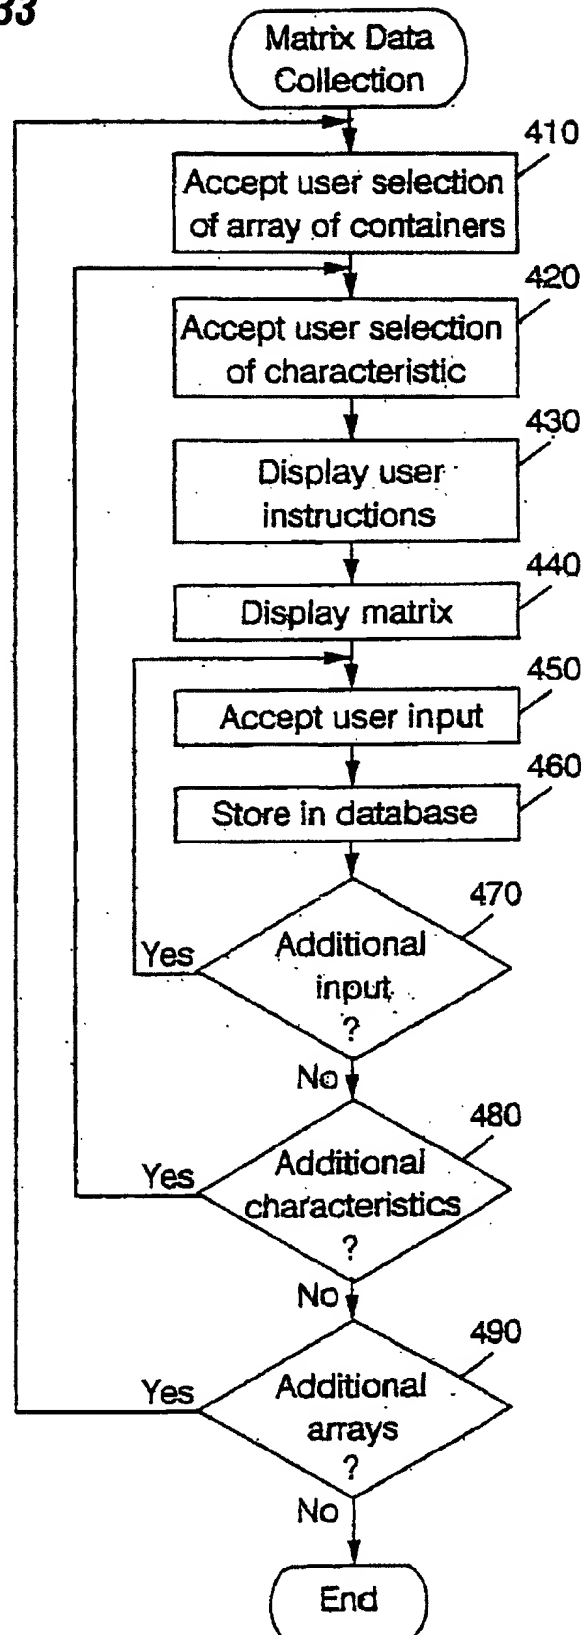 33
Matrix Data
Collection
410
Accept user selection
of array of containers
420
Accept user selection
of characteristic
430
Display user
instructions
440
Display matrix
450
Accept user input
460
Store in database
470
Additional
input
?
Yes
No
480
Additional
characteristics
?
Yes
No
490
Additional
arrays
?
Yes
No
End